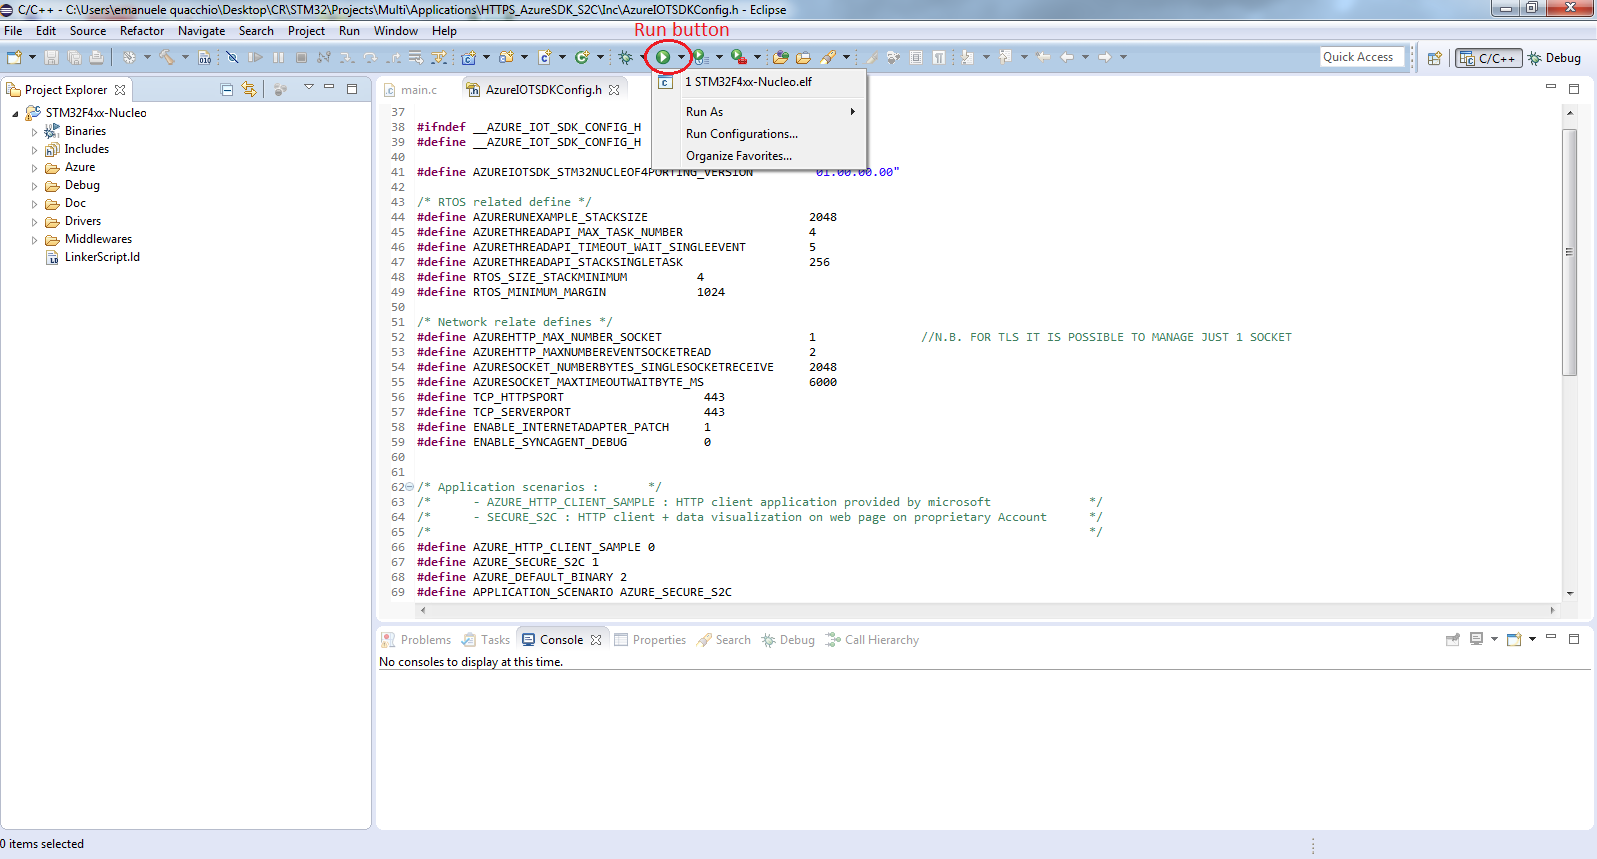 C/C++ - C:\Users\emanuele quacchio\Desktop\CR\STM32\Projects\Multi\Applications\HTTPS_AzureSDK_S2C\Inc\AzureIOTSDKConfig.h - Eclipse
File Edit Source Refactor Navigate Search Project Run Window Help
Run button
Quick Access
C/C++
Debug
Project Explorer
STM32F4xx-Nucleo
Binaries
Includes
Azure
Debug
Doc
Drivers
Middlewares
LinkerScript.ld
main.c
AzureIOTSDKConfig.h
1 STM32F4xx-Nucleo.elf
Run As
Run Configurations...
Organize Favorites...
37
38 #ifndef __AZURE_IOT_SDK_CONFIG_H
39 #define __AZURE_IOT_SDK_CONFIG_H
40
41 #define AZUREIOTSDK_STM32NUCLEOF4PORTING_VERSION "01.00.00.00"
42
43 /* RTOS related define */
44 #define AZURERUNEXAMPLE_STACKSIZE 2048
45 #define AZURETHREADAPI_MAX_TASK_NUMBER 4
46 #define AZURETHREADAPI_TIMEOUT_WAIT_SINGLEEVENT 5
47 #define AZURETHREADAPI_STACKSINGLETASK 256
48 #define RTOS_SIZE_STACKMINIMUM 4
49 #define RTOS_MINIMUM_MARGIN 1024
50
51 /* Network relate defines */
52 #define AZUREHTTP_MAX_NUMBER_SOCKET 1 //N.B. FOR TLS IT IS POSSIBLE TO MANAGE JUST 1 SOCKET
53 #define AZUREHTTP_MAXNUMBEREVENTSOCKETREAD 2
54 #define AZURESOCKET_NUMBERBYTES_SINGLESOCKETRECEIVE 2048
55 #define AZURESOCKET_MAXTIMEOUTWAITBYTE_MS 6000
56 #define TCP_HTTPSPORT 443
57 #define TCP_SERVERPORT 443
58 #define ENABLE_INTERNETADAPTER_PATCH 1
59 #define ENABLE_SYNCAGENT_DEBUG 0
60
61
62 /* Application scenarios : */
63 /* - AZURE_HTTP_CLIENT_SAMPLE : HTTP client application provided by microsoft */
64 /* - SECURE_S2C : HTTP client + data visualization on web page on proprietary Account */
65 /* */
66 #define AZURE_HTTP_CLIENT_SAMPLE 0
67 #define AZURE_SECURE_S2C 1
68 #define AZURE_DEFAULT_BINARY 2
69 #define APPLICATION_SCENARIO AZURE_SECURE_S2C
Problems Tasks Console Properties Search Debug Call Hierarchy
No consoles to display at this time.
0 items selected